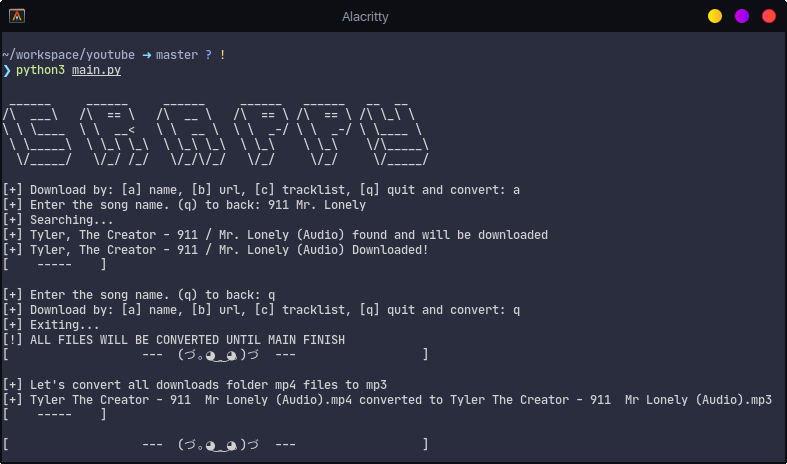 Alacritty
~/workspace/youtube ➜ master ? !
❯ python3 main.py
 ______     ______     ______     ______   ______   __  __
/\  ___\   /\  == \   /\  __ \   /\  == \ /\  == \ /\ \_\ \
\ \ \____  \ \  __<   \ \  __ \  \ \  _-/ \ \  _-/ \ \____ \
 \ \_____\  \ \_\ \_\  \ \_\ \_\  \ \_\    \ \_\    \/\_____\
  \/_____/   \/_/ /_/   \/_/\/_/   \/_/     \/_/     \/_____/
[+] Download by: [a] name, [b] url, [c] tracklist, [q] quit and convert: a
[+] Enter the song name. (q) to back: 911 Mr. Lonely
[+] Searching...
[+] Tyler, The Creator - 911 / Mr. Lonely (Audio) found and will be downloaded
[+] Tyler, The Creator - 911 / Mr. Lonely (Audio) Downloaded!
[    -----    ]
[+] Enter the song name. (q) to back: q
[+] Download by: [a] name, [b] url, [c] tracklist, [q] quit and convert: q
[+] Exiting...
[!] ALL FILES WILL BE CONVERTED UNTIL MAIN FINISH
[                   ---  (づ｡◕‿‿◕｡)づ  ---                  ]
[+] Let's convert all downloads folder mp4 files to mp3
[+] Tyler The Creator - 911  Mr Lonely (Audio).mp4 converted to Tyler The Creator - 911  Mr Lonely (Audio).mp3
[    -----    ]
[                   ---  (づ｡◕‿‿◕｡)づ  ---                  ]